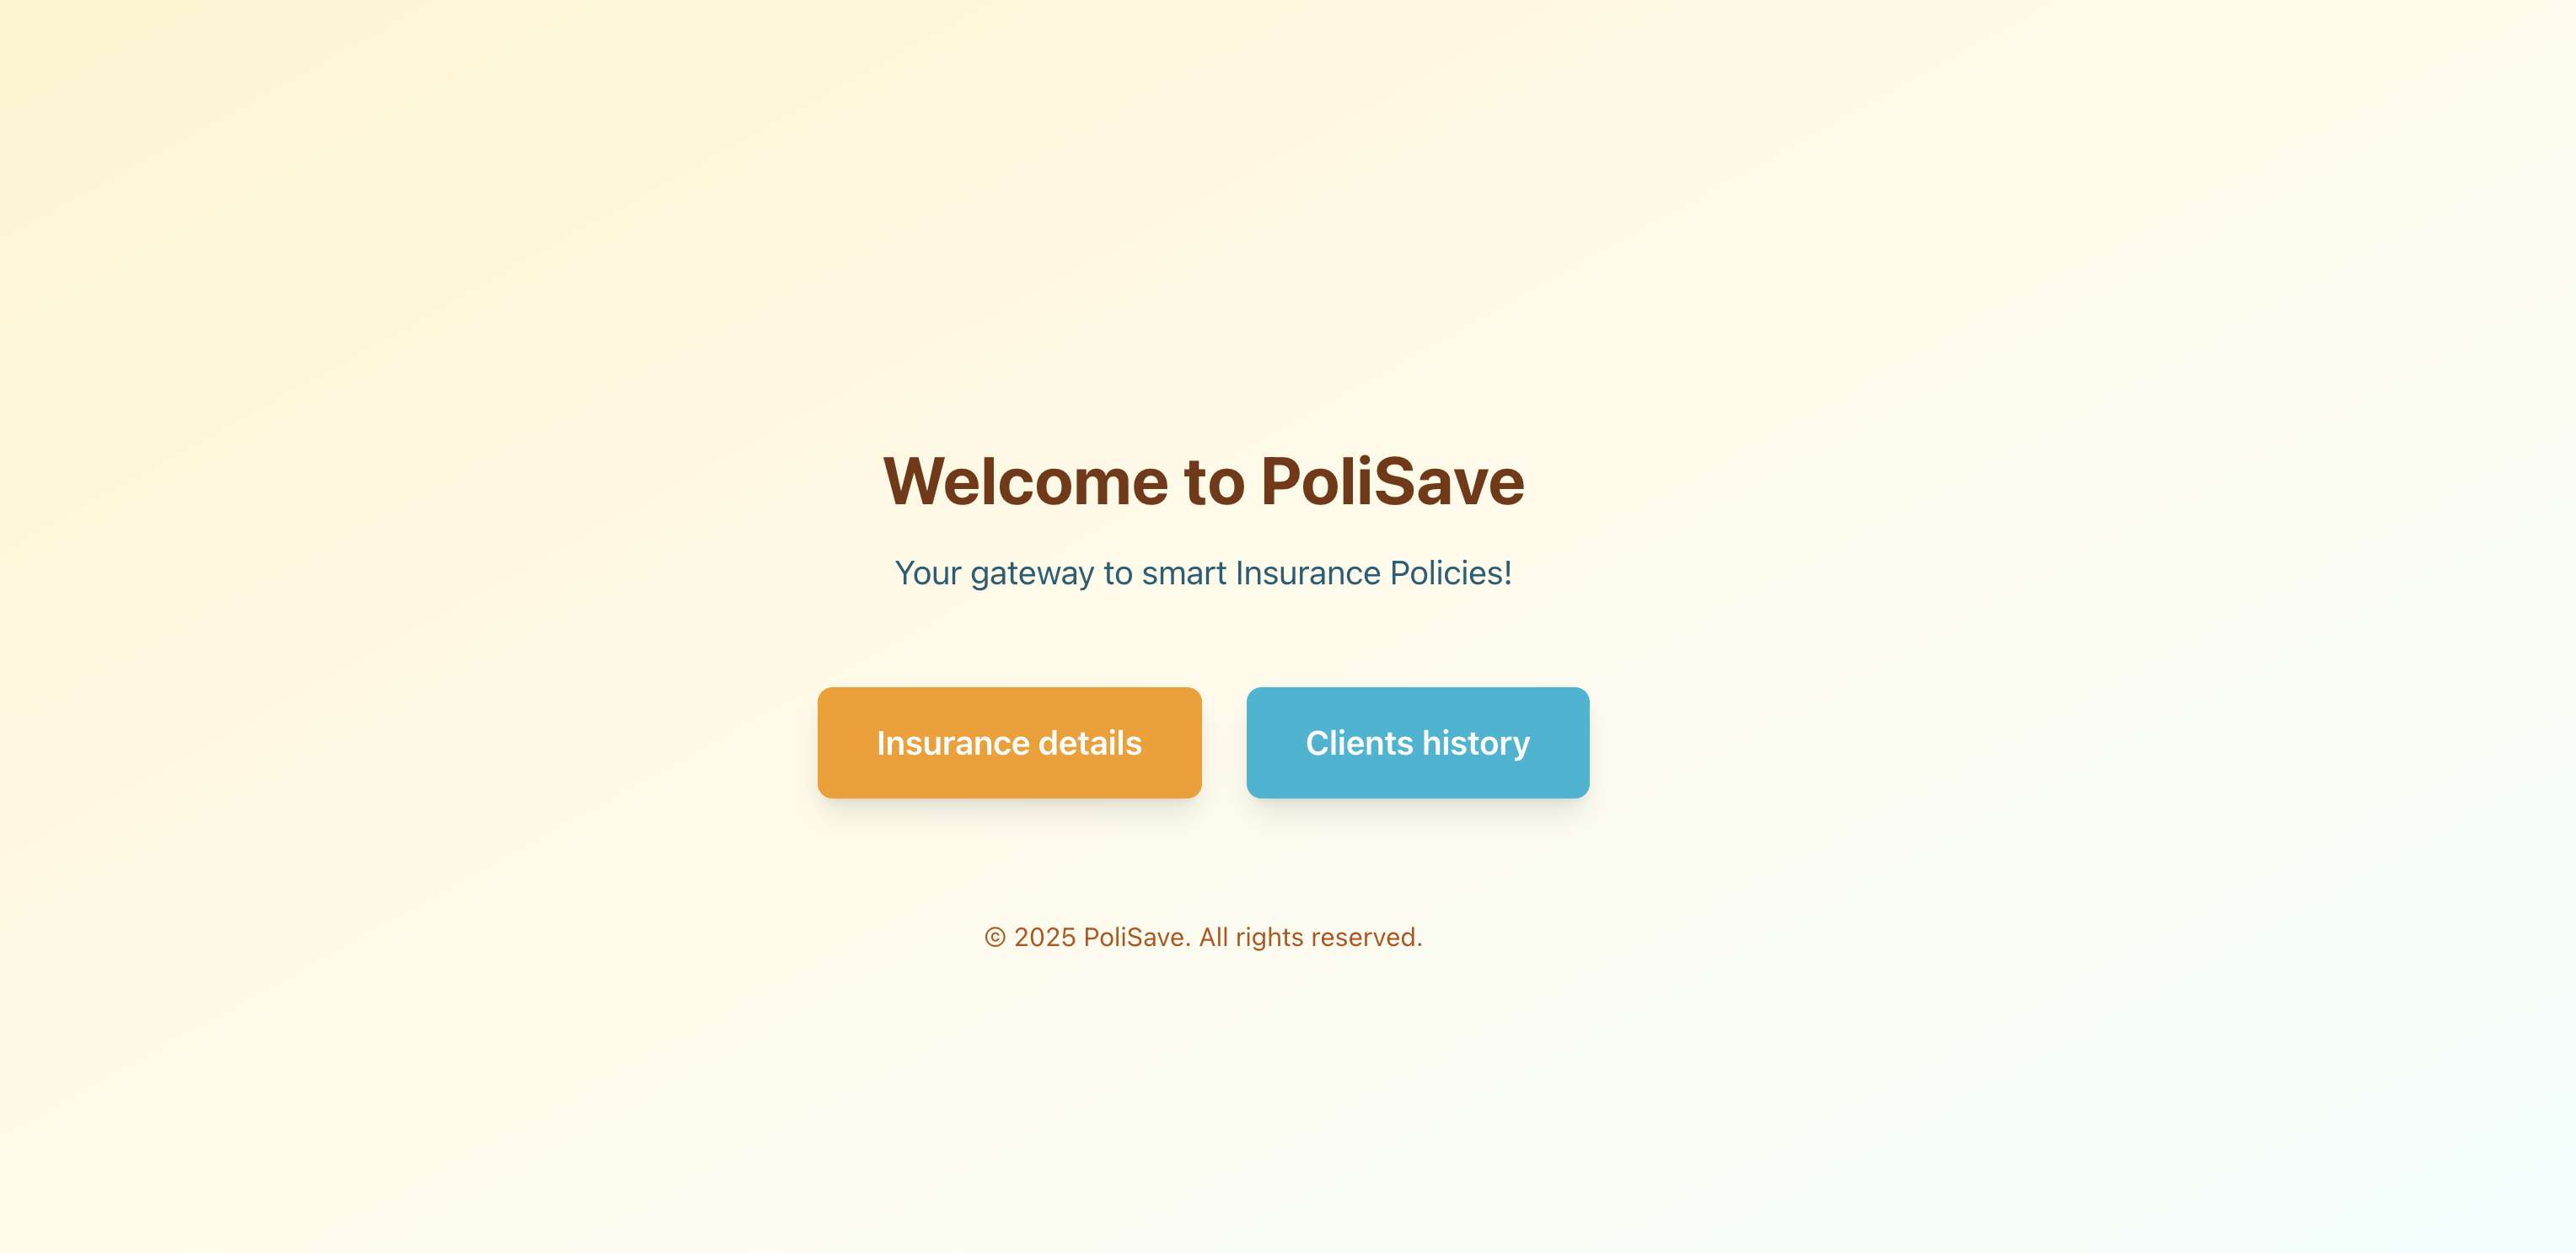 Welcome to PoliSave
Your gateway to smart Insurance Policies!
Insurance details
Clients history
© 2025 PoliSave. All rights reserved.